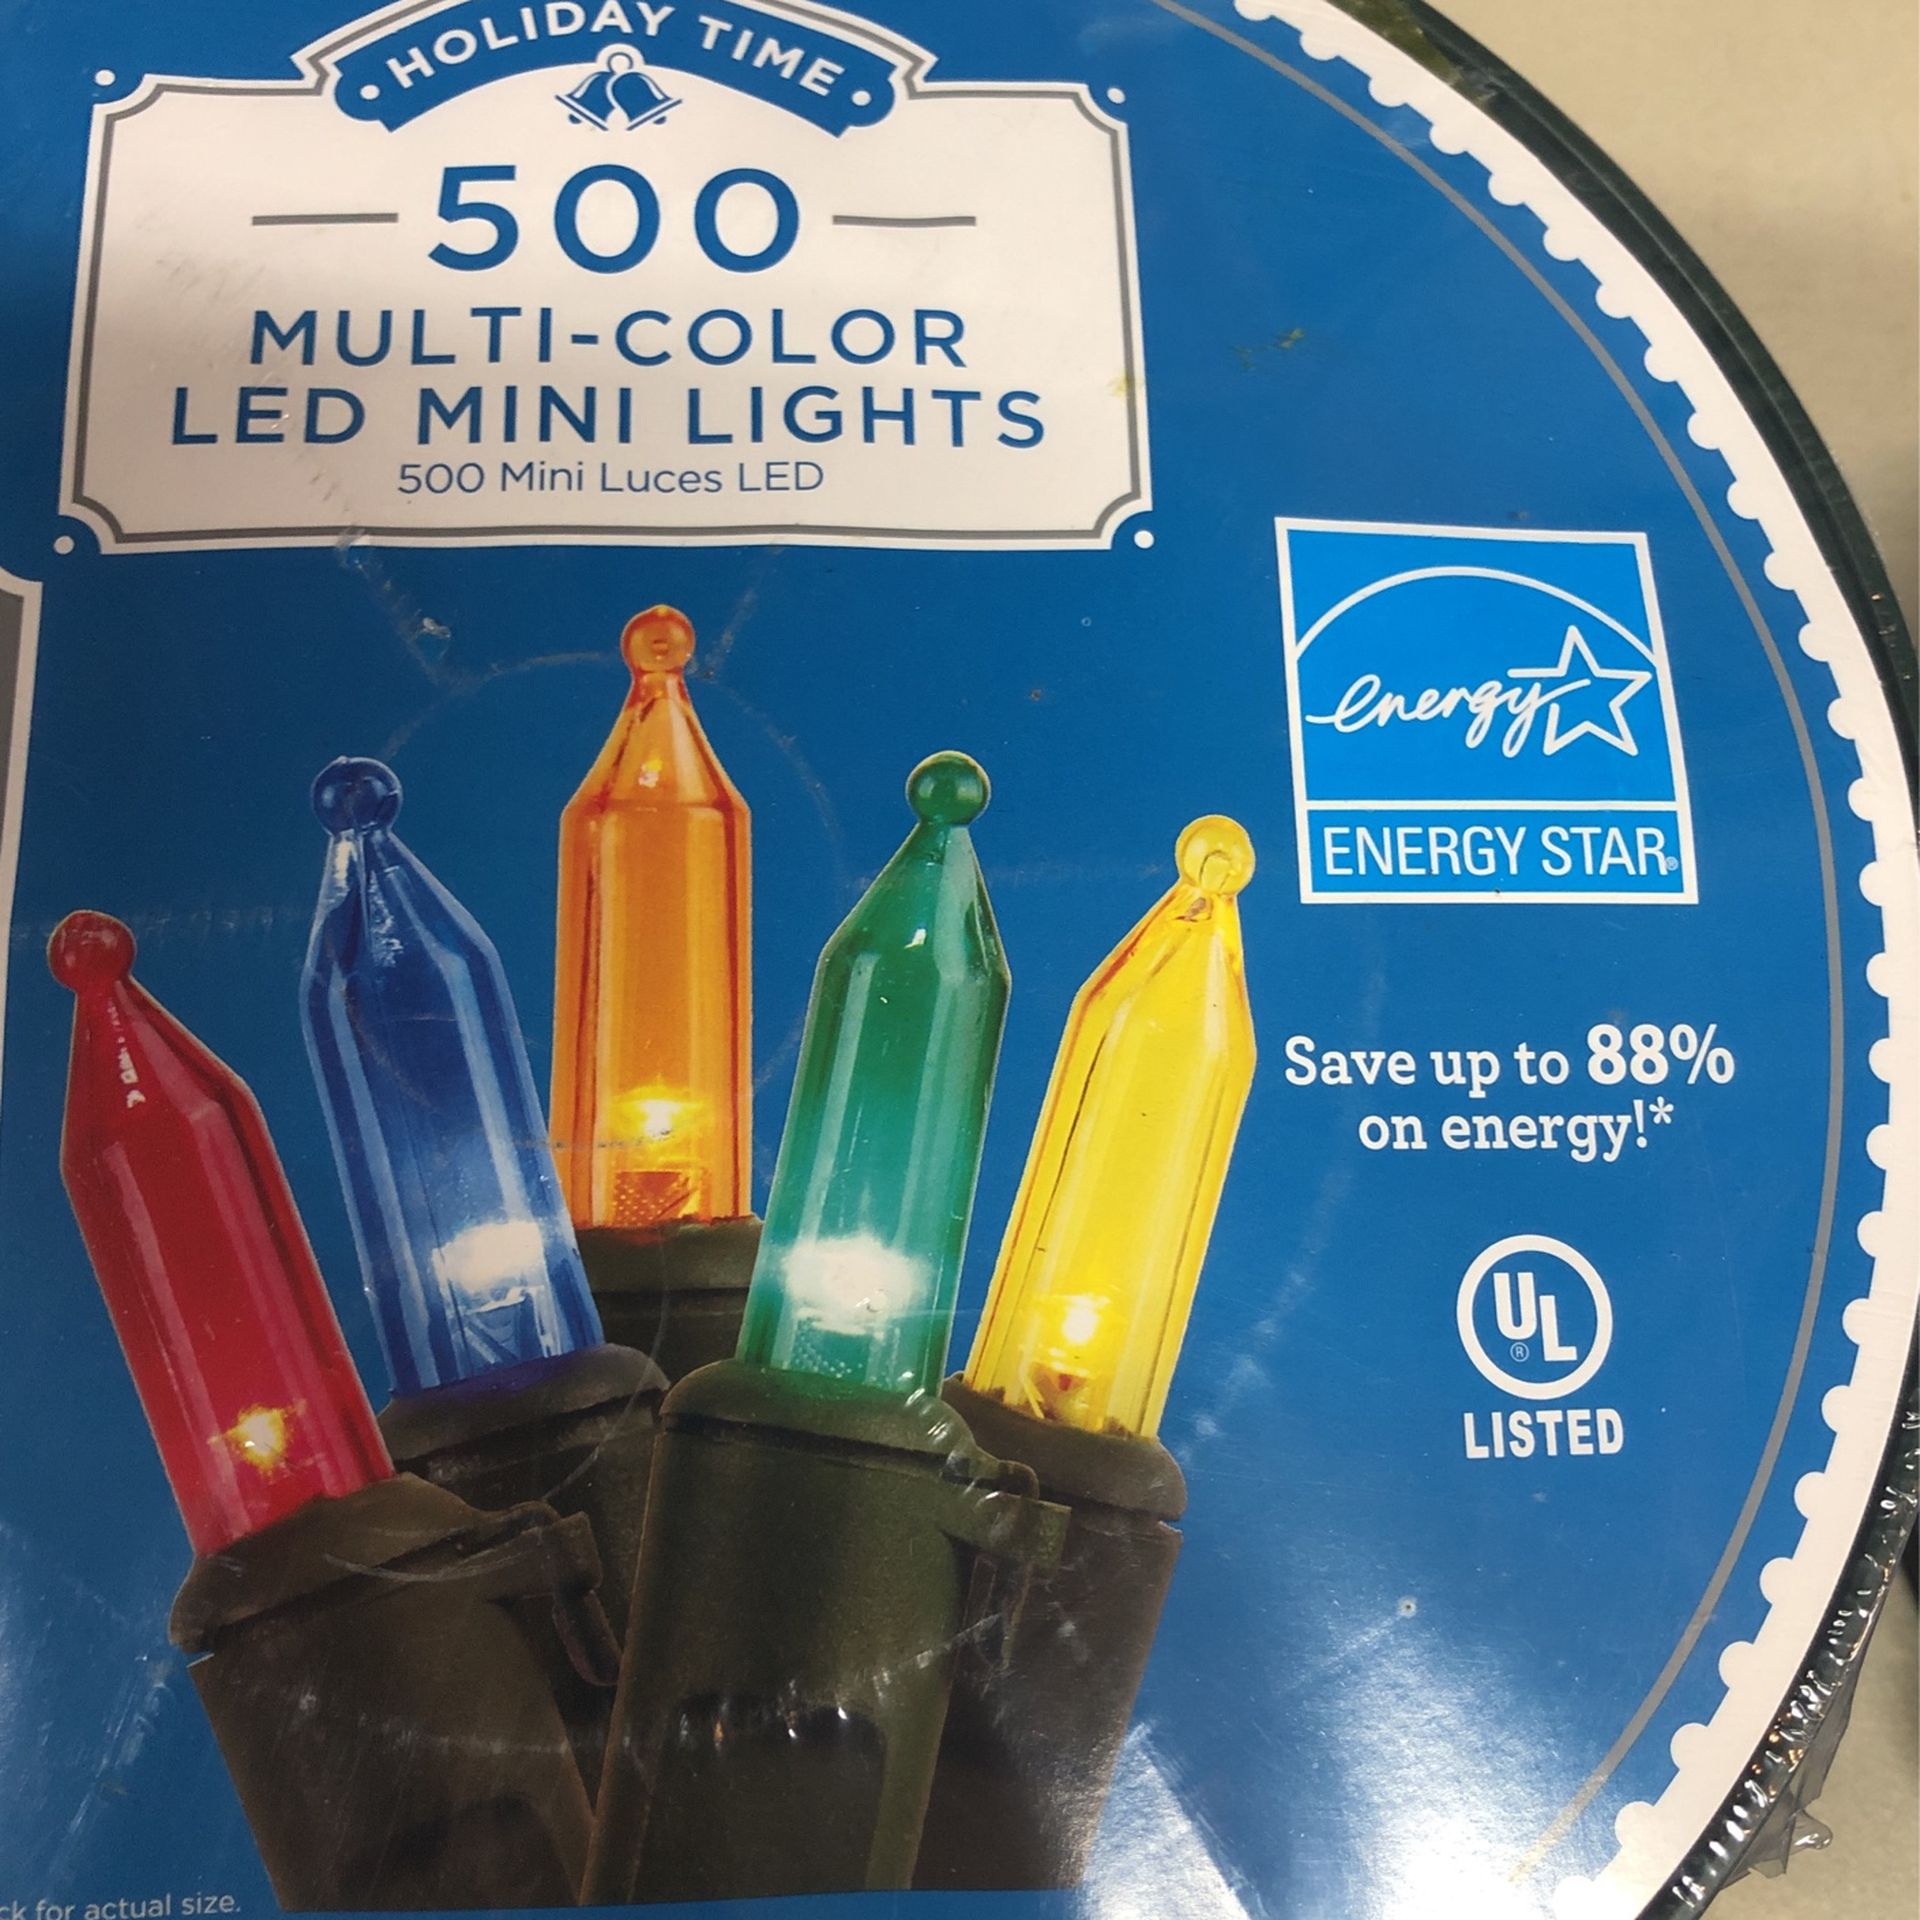 HOLIDAY TIME
500
MULTI-COLOR
LED MINI LIGHTS
500 Mini Luces LED
energy
ENERGY STAR®
Save up to 88%
on energy!*
UL
®
LISTED
for actual size.